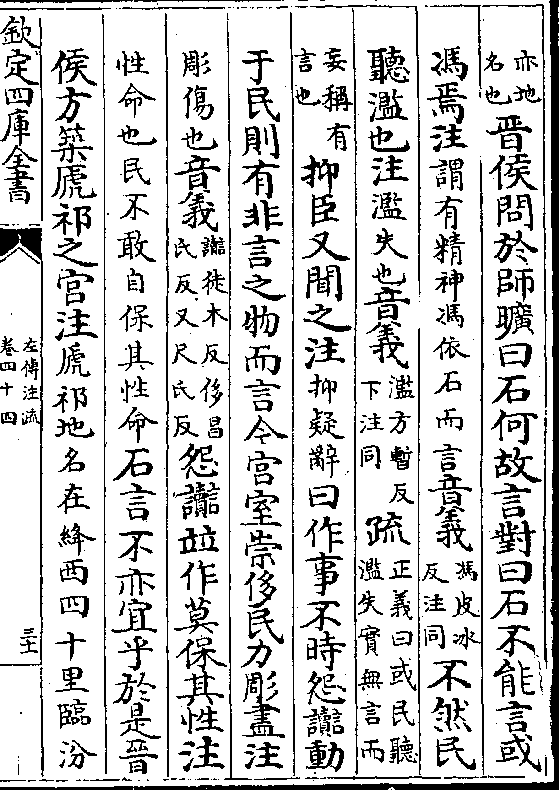 亦地名也晋侯問於師曠曰石何故言對曰石不能言或
馮焉注謂有精神馮依石而言音義馮皮冰反注同不然民
聽濫也注濫失也音義濫方暫反下注同疏正義曰或民聽濫失實無言而
妄稱有言也抑臣又聞之注抑疑辭曰作事不時怨讟動
于民則有非言之物而言今宫室崇侈民力彫盡注
彫傷也音義讟徒木反侈昌氏反又尺氏反怨讟竝作莫保其性注
性命也民不敢自保其性命石言不亦宜乎於是晋
侯方築虒祁之宫注虒祁地名在絳西四十里臨汾
欽定四庫全書
左傳注疏
卷四十四
三十